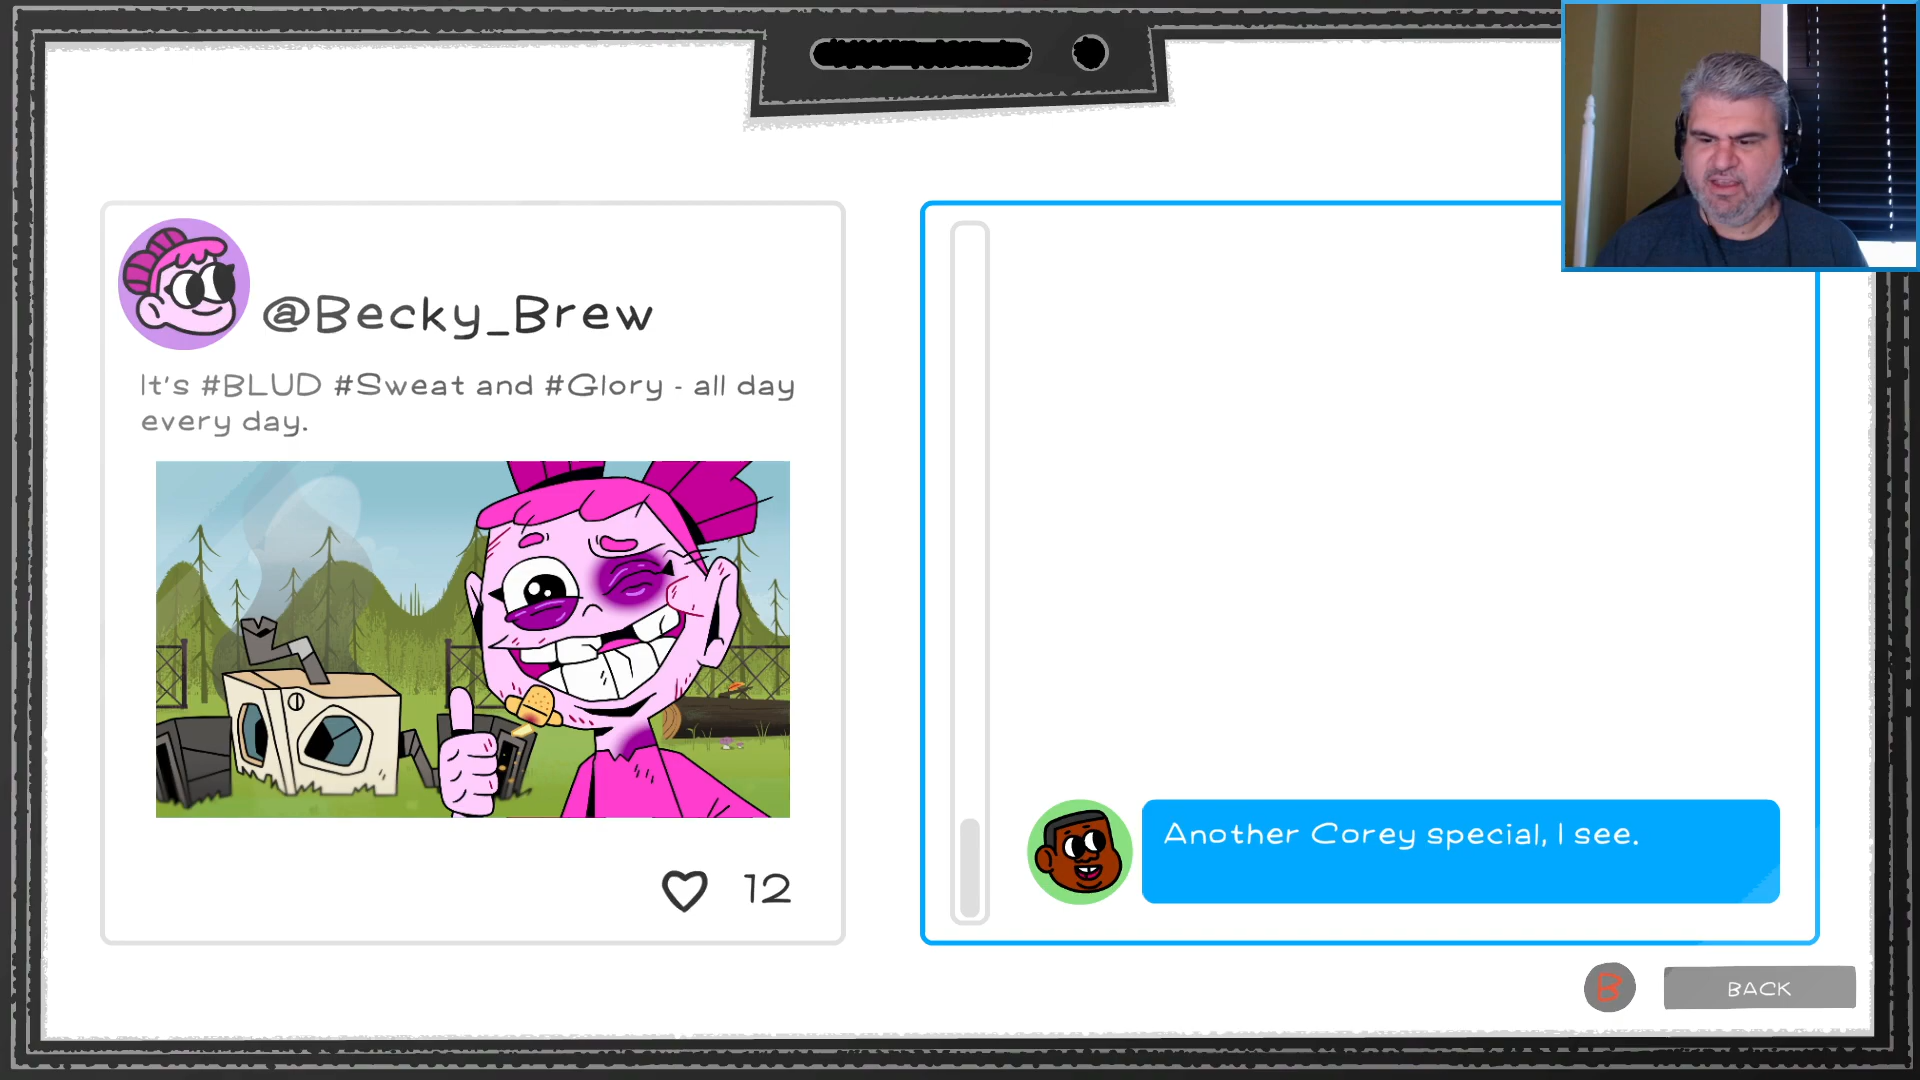 @Becky_Brew
It's #BLUD #Sweat and #Glory - all day
every day.
12
Another Corey special, I see.
B
BACK